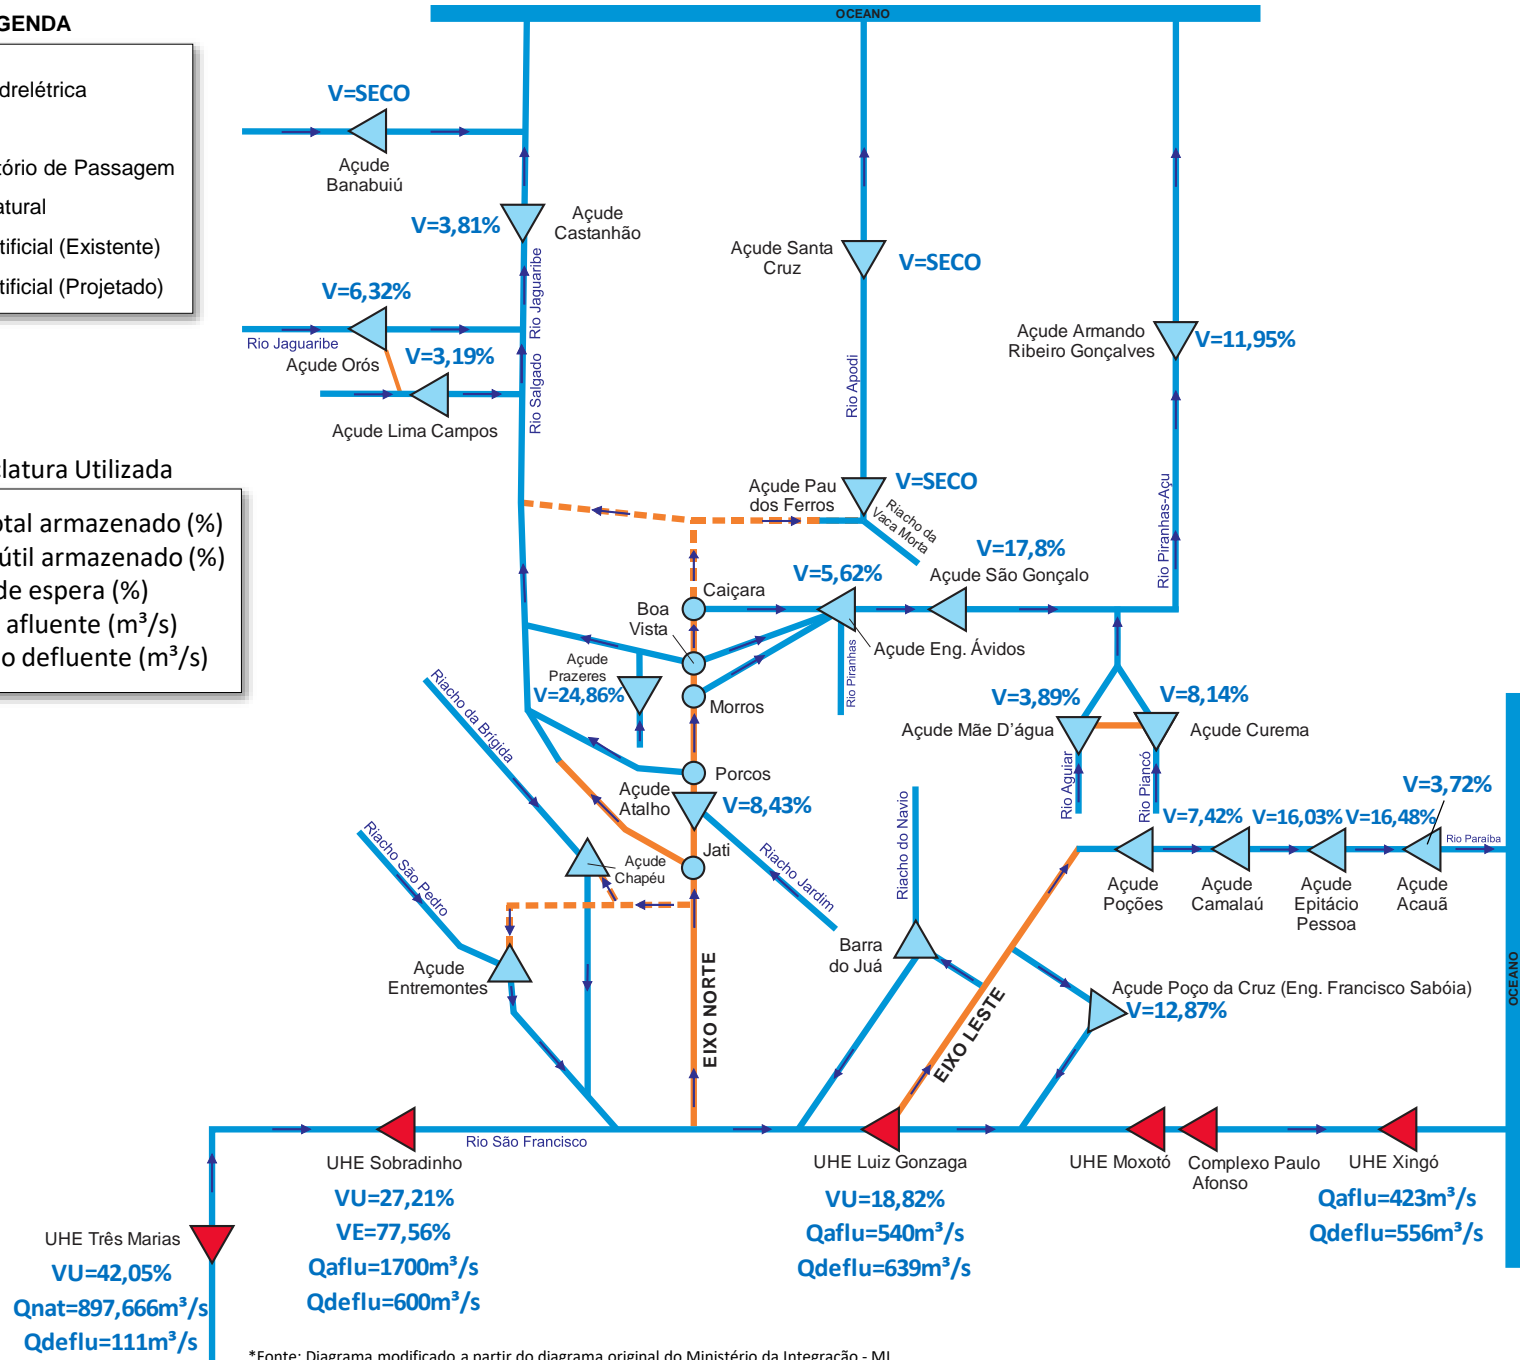 OCEANO
GENDA
drelétrica
tório de Passagem
atural
tificial (Existente)
tificial (Projetado)
V=SECO
Açude
Banabuiú
V=3,81%
Açude
Castanhão
Rio Jaguaribe
V=6,32%
Rio Jaguaribe
Açude Orós
V=3,19%
Açude Lima Campos
Rio Salgado
Açude Santa
Cruz
V=SECO
Rio Apodi
Açude Armando
Ribeiro Gonçalves
V=11,95%
Rio Piranhas-Açu
clatura Utilizada
otal armazenado (%)
útil armazenado (%)
de espera (%)
afluente (m³/s)
o defluente (m³/s)
Açude Pau
dos Ferros
V=SECO
Riacho da
Vaca Morta
V=17,8%
Açude São Gonçalo
V=5,62%
Açude Eng. Ávidos
Rio Piranhas
Caiçara
Boa
Vista
Morros
Açude
Prazeres
V=24,86%
Porcos
Açude
Atalho
V=8,43%
Jati
Riacho Jardim
Riacho da Brígida
Açude
Chapéu
Riacho São Pedro
Açude
Entremontes
EIXO NORTE
V=3,89%
Açude Mãe D'água
Rio Aguiar
V=8,14%
Açude Curema
Rio Piancó
V=3,72%
V=7,42%
V=16,03%
V=16,48%
Rio Paraíba
Açude
Poções
Açude
Camalaú
Açude
Epitácio
Pessoa
Açude
Acauã
Riacho do Navio
Barra
do Juá
EIXO LESTE
Açude Poço da Cruz (Eng. Francisco Sabóia)
V=12,87%
OCEANO
Rio São Francisco
UHE Sobradinho
VU=27,21%
VE=77,56%
Qaflu=1700m³/s
Qdeflu=600m³/s
UHE Luiz Gonzaga
VU=18,82%
Qaflu=540m³/s
Qdeflu=639m³/s
UHE Moxotó
Complexo Paulo
Afonso
UHE Xingó
Qaflu=423m³/s
Qdeflu=556m³/s
UHE Três Marias
VU=42,05%
Qnat=897,666m³/s
Qdeflu=111m³/s
*Fonte: Diagrama modificado a partir do diagrama original do Ministério da Integração - MI